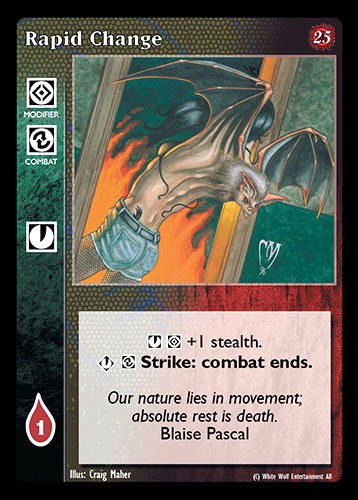 Rapid Change
25
MODIFIER
COMBAT
+1 stealth.
Strike: combat ends.
Our nature lies in movement;
absolute rest is death.
Blaise Pascal
1
Illus: Craig Maher
(C) White Wolf Entertainment AB